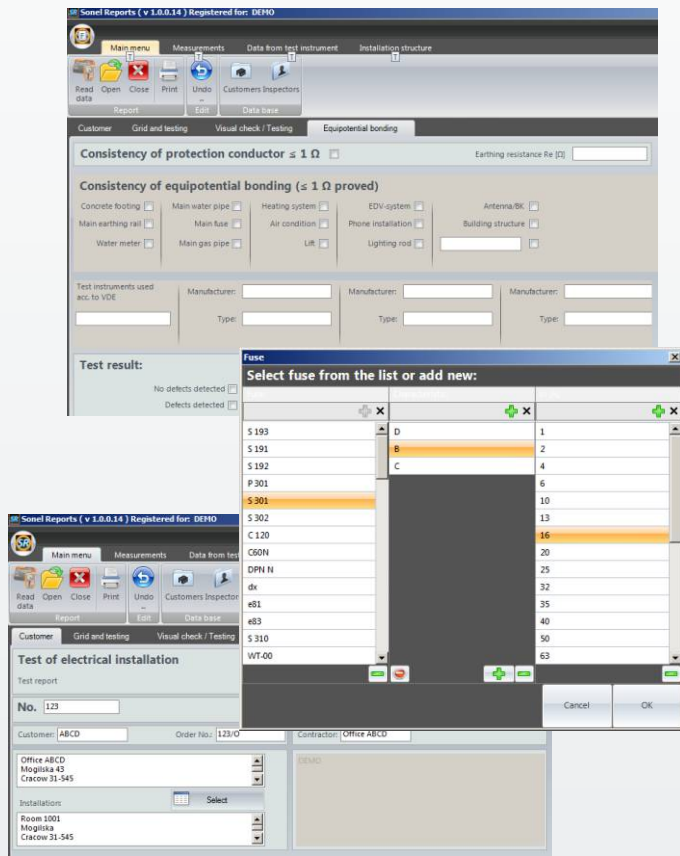 Sonel Reports ( v 1.0.0.14 ) Registered for: DEMO
Main menu Measurements Data from test instrument Installation structure
T T T T
Read data Open Close Print Undo Customers Inspectors
Report Edit Data base
Customer Grid and testing Visual check / Testing Equipotential bonding
Consistency of protection conductor ≤ 1 Ω Earthing resistance Re [Ω]
Consistency of equipotential bonding (≤ 1 Ω proved)
Concrete footing Main water pipe Heating system EDV-system Antenna/BK
Main earthing rail Main fuse Air condition Phone installation Building structure
Water meter Main gas pipe Lift Lighting rod
Test instruments used
acc. to VDE
Manufacturer: Manufacturer: Manufacturer:
Type: Type: Type:
Test result:
No defects detected
Defects detected
Fuse
Select fuse from the list or add new:
S 193 D 1
S 191 B 2
S 192 C 4
P 301 6
S 301 10
S 302 13
C 120 16
C60N 20
DPN N 25
dx 32
e81 35
e83 40
S 310 50
WT-00 63
Cancel OK
Sonel Reports ( v 1.0.0.14 ) Registered for: DEMO
Main menu Measurements Data from test
Read data Open Close Print Undo Customers Inspector
Report Edit Data base
Customer Grid and testing Visual check / Testing
Test of electrical installation
Test report
No. 123
Customer: ABCD Order No.: 123/O Contractor: Office ABCD
Office ABCD
Mogilska 43
Cracow 31-545
DEMO
Installation: Select
Room 1001
Mogilska
Cracow 31-545